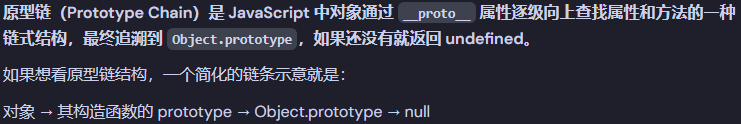 原型链（Prototype Chain）是 JavaScript 中对象通过 __proto__ 属性逐级向上查找属性和方法的一种
链式结构，最终追溯到 Object.prototype，如果还没有就返回 undefined。
如果想看原型链结构，一个简化的链条示意就是：
对象 → 其构造函数的 prototype → Object.prototype → null